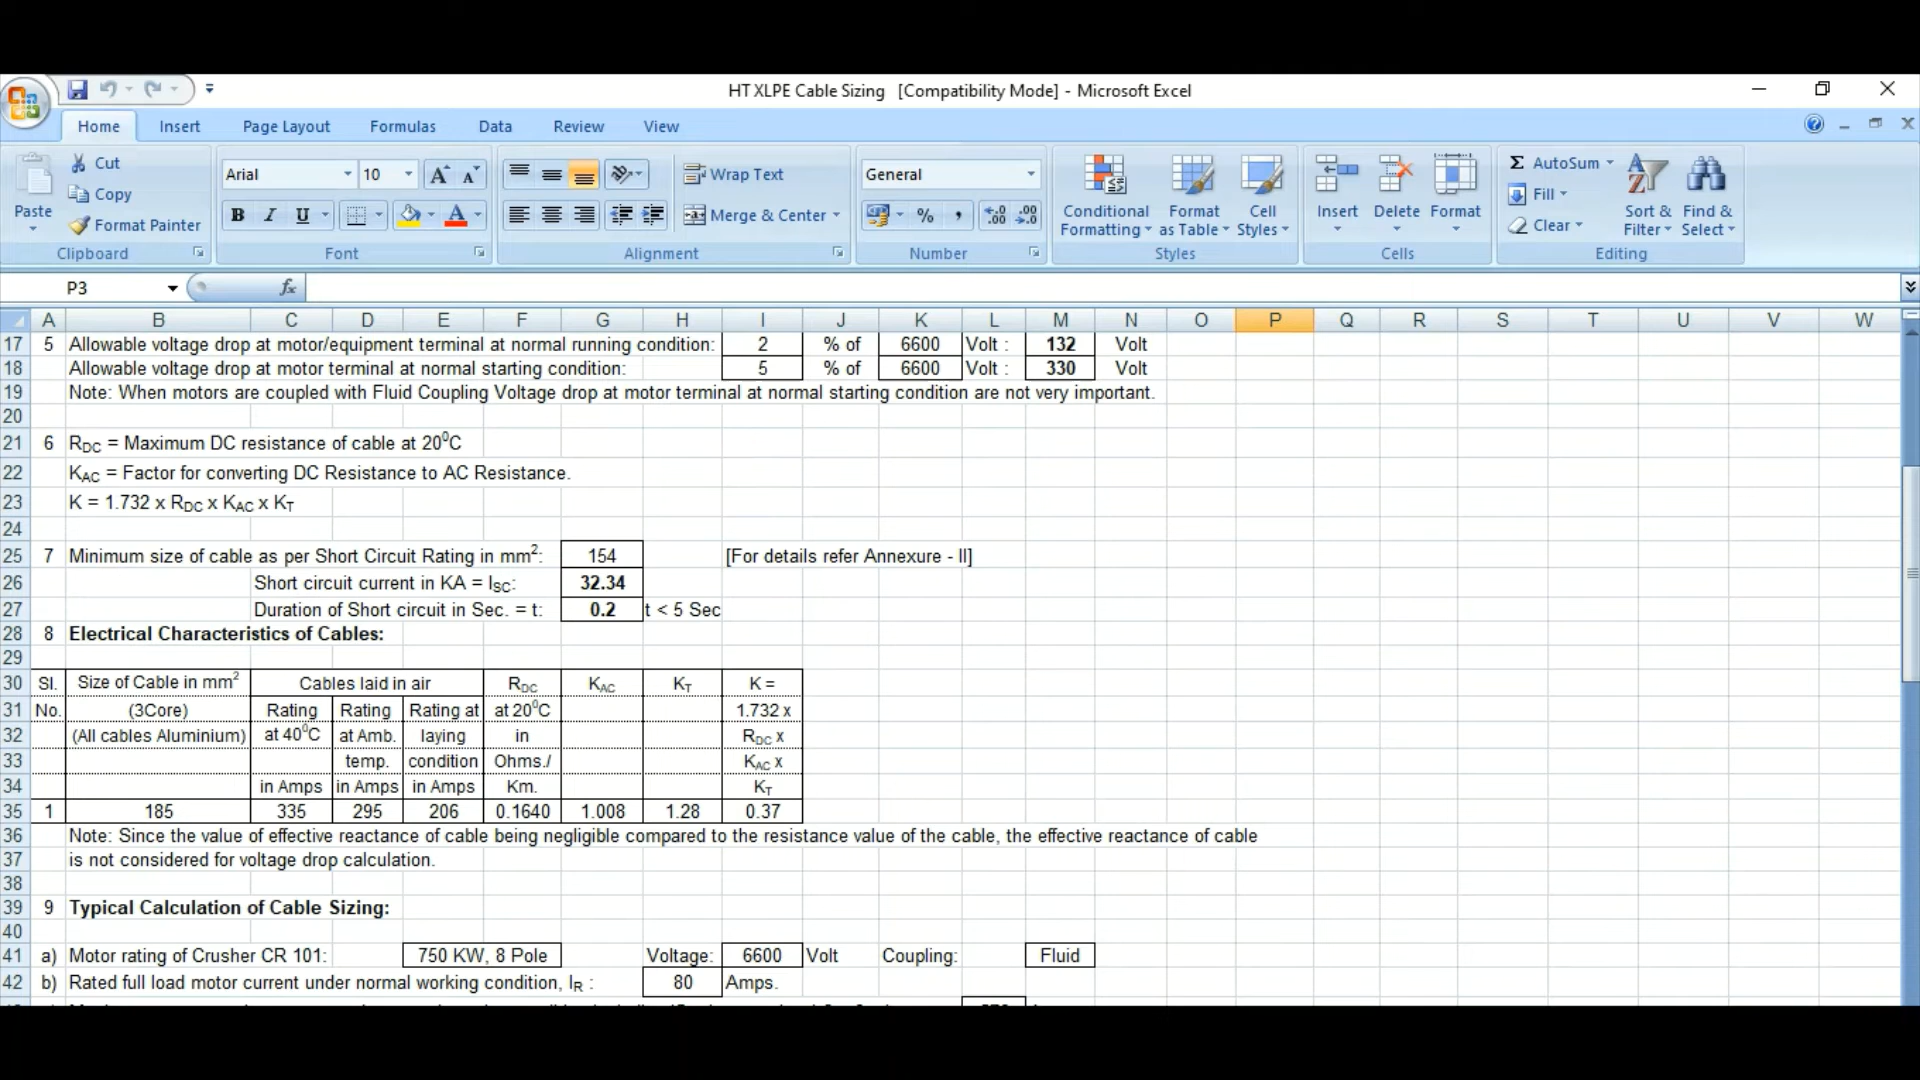 HT XLPE Cable Sizing [Compatibility Mode] - Microsoft Excel
Home Insert Page Layout Formulas Data Review View
Paste Cut Copy Format Painter Clipboard
Arial 10 B I U A Font
Wrap Text Merge & Center Alignment
General % , .00 Number
Conditional Formatting Format as Table Cell Styles Styles
Insert Delete Format Cells
Σ AutoSum Fill Clear Sort & Filter Find & Select Editing
P3 fx
A B C D E F G H I J K L M N O P Q R S T U V W
17 5 Allowable voltage drop at motor/equipment terminal at normal running condition: 2 % of 6600 Volt : 132 Volt
18 Allowable voltage drop at motor terminal at normal starting condition: 5 % of 6600 Volt : 330 Volt
19 Note: When motors are coupled with Fluid Coupling Voltage drop at motor terminal at normal starting condition are not very important.
20
21 6 RDC = Maximum DC resistance of cable at 20⁰C
22 KAC = Factor for converting DC Resistance to AC Resistance.
23 K = 1.732 x RDC x KAC x KT
24
25 7 Minimum size of cable as per Short Circuit Rating in mm²: 154 [For details refer Annexure - II]
26 Short circuit current in KA = ISC: 32.34
27 Duration of Short circuit in Sec. = t: 0.2 t < 5 Sec
28 8 Electrical Characteristics of Cables:
29
30 Sl. Size of Cable in mm² Cables laid in air RDC KAC KT K =
31 No. (3Core) Rating Rating Rating at at 20⁰C 1.732 x
32 (All cables Aluminium) at 40⁰C at Amb. laying in RDC x
33 temp. condition Ohms./ KAC x
34 in Amps in Amps in Amps Km. KT
35 1 185 335 295 206 0.1640 1.008 1.28 0.37
36 Note: Since the value of effective reactance of cable being negligible compared to the resistance value of the cable, the effective reactance of cable
37 is not considered for voltage drop calculation.
38
39 9 Typical Calculation of Cable Sizing:
40
41 a) Motor rating of Crusher CR 101: 750 KW, 8 Pole Voltage: 6600 Volt Coupling: Fluid
42 b) Rated full load motor current under normal working condition, IR : 80 Amps.